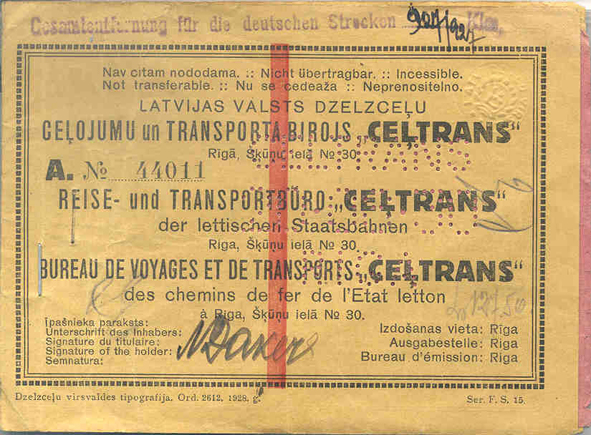 Gesamtentfernung für die deutschen Strecken
Nav citam nododama. :: Nicht übertragbar. :: Incessible.
Not transferable. :: Nu se cedeaza :: Neprenositelno.
LATVIJAS VALSTS DZELZCEĻU
CEĻOJUMU un TRANSPORTA BIROJS „CEĻTRANS“
Rīgā, Šķūņu ielā № 30.
A. № 44011
REISE- und TRANSPORTBÜRO „CEĻTRANS“
der lettischen Staatsbahnen
Riga, Šķūņu ielā № 30.
BUREAU DE VOYAGES ET DE TRANSPORTS „CEĻTRANS“
des chemins de fer de l'Etat letton
à Riga, Šķūņu ielā № 30.
Īpašnieka paraksts:
Unterschrift des Inhabers:
Signature du titulaire:
Signature of the holder:
Semnatura:
Izdošanas vieta: Rīga
Ausgabestelle: Riga
Bureau d'émission: Riga
Dzelzceļu virsvaldes tipografija. Ord. 2612, 1928. g.
Ser. F. S. 15.